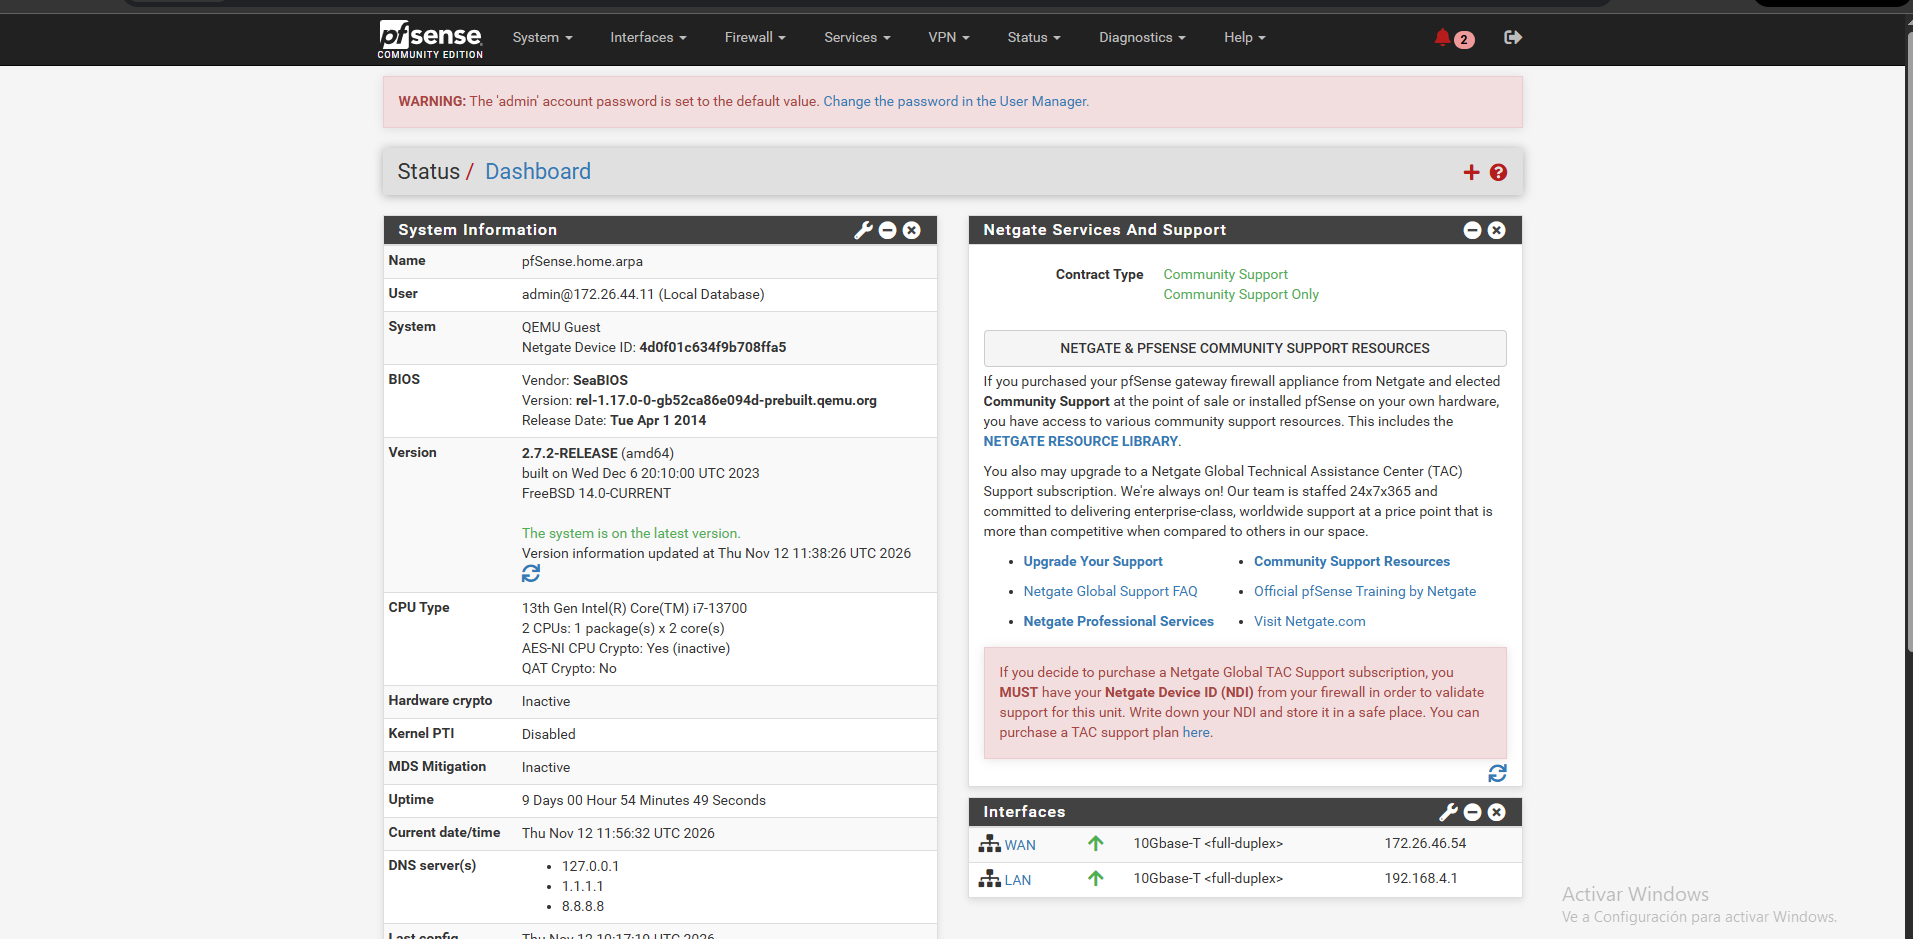 pfsense
COMMUNITY EDITION
System
Interfaces
Firewall
Services
VPN
Status
Diagnostics
Help
2
WARNING: The 'admin' account password is set to the default value. Change the password in the User Manager.
Status / Dashboard
System Information
Name pfSense.home.arpa
User admin@172.26.44.11 (Local Database)
System QEMU Guest
Netgate Device ID: 4d0f01c634f9b708ffa5
BIOS Vendor: SeaBIOS
Version: rel-1.17.0-0-gb52ca86e094d-prebuilt.qemu.org
Release Date: Tue Apr 1 2014
Version 2.7.2-RELEASE (amd64)
built on Wed Dec 6 20:10:00 UTC 2023
FreeBSD 14.0-CURRENT
The system is on the latest version.
Version information updated at Thu Nov 12 11:38:26 UTC 2026
CPU Type 13th Gen Intel(R) Core(TM) i7-13700
2 CPUs: 1 package(s) x 2 core(s)
AES-NI CPU Crypto: Yes (inactive)
QAT Crypto: No
Hardware crypto Inactive
Kernel PTI Disabled
MDS Mitigation Inactive
Uptime 9 Days 00 Hour 54 Minutes 49 Seconds
Current date/time Thu Nov 12 11:56:32 UTC 2026
DNS server(s) 127.0.0.1
1.1.1.1
8.8.8.8
Last config Thu Nov 12 10:17:10 UTC 2026
Netgate Services And Support
Contract Type Community Support
Community Support Only
NETGATE & PFSENSE COMMUNITY SUPPORT RESOURCES
If you purchased your pfSense gateway firewall appliance from Netgate and elected
Community Support at the point of sale or installed pfSense on your own hardware,
you have access to various community support resources. This includes the
NETGATE RESOURCE LIBRARY.
You also may upgrade to a Netgate Global Technical Assistance Center (TAC)
Support subscription. We're always on! Our team is staffed 24x7x365 and
committed to delivering enterprise-class, worldwide support at a price point that is
more than competitive when compared to others in our space.
Upgrade Your Support
Community Support Resources
Netgate Global Support FAQ
Official pfSense Training by Netgate
Netgate Professional Services
Visit Netgate.com
If you decide to purchase a Netgate Global TAC Support subscription, you
MUST have your Netgate Device ID (NDI) from your firewall in order to validate
support for this unit. Write down your NDI and store it in a safe place. You can
purchase a TAC support plan here.
Interfaces
WAN 10Gbase-T <full-duplex> 172.26.46.54
LAN 10Gbase-T <full-duplex> 192.168.4.1
Activar Windows
Ve a Configuración para activar Windows.